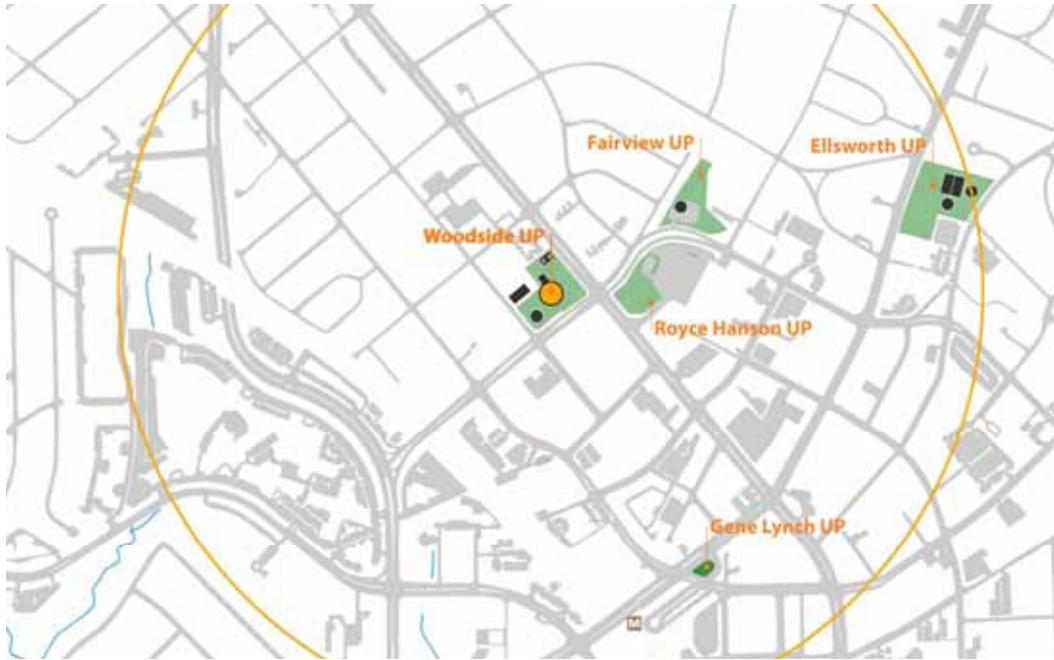 Fairview UP
Ellsworth UP
Woodside UP
Royce Hanson UP
Gene Lynch UP
M